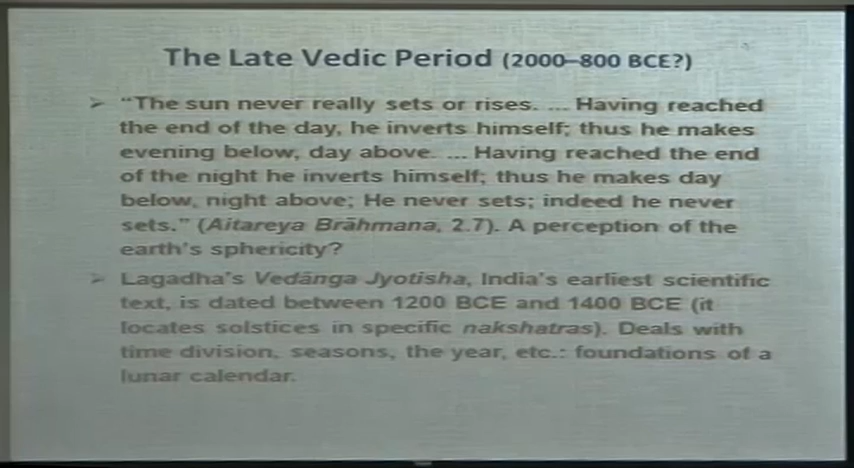 The Late Vedic Period (2000–800 BCE?)
➢ “The sun never really sets or rises. ... Having reached
the end of the day, he inverts himself; thus he makes
evening below, day above. ... Having reached the end
of the night he inverts himself; thus he makes day
below, night above; He never sets; indeed he never
sets.” (Aitareya Brāhmana, 2.7). A perception of the
earth’s sphericity?
➢ Lagadha’s Vedānga Jyotisha, India’s earliest scientific
text, is dated between 1200 BCE and 1400 BCE (it
locates solstices in specific nakshatras). Deals with
time division, seasons, the year, etc.: foundations of a
lunar calendar.